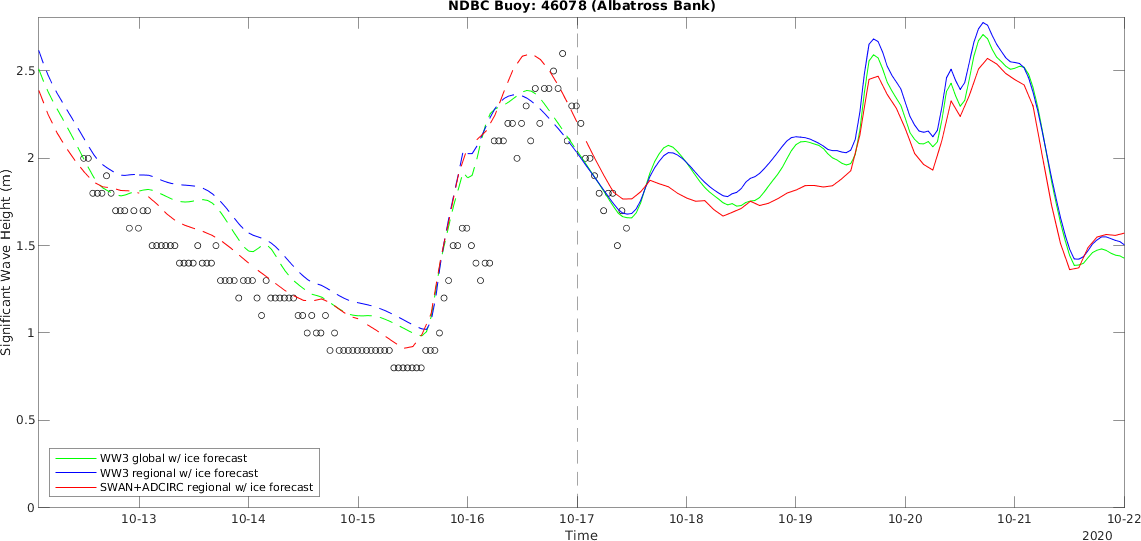 NDBC Buoy: 46078 (Albatross Bank)
Significant Wave Height (m)
2.5
2
1.5
1
0.5
0
WW3 global w/ ice forecast
WW3 regional w/ ice forecast
SWAN+ADCIRC regional w/ ice forecast
10-13 10-14 10-15 10-16 10-17 10-18 10-19 10-20 10-21 10-22
Time 2020